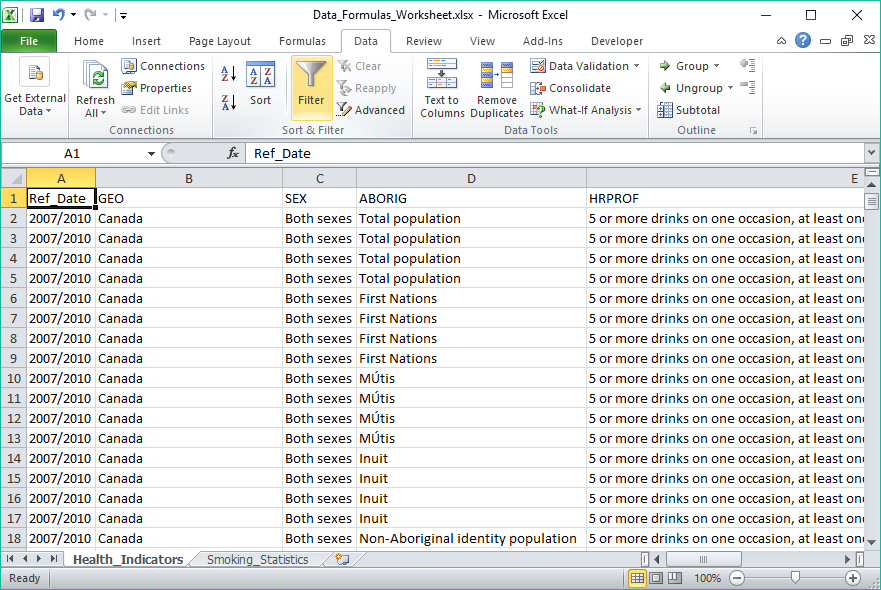 Data_Formulas_Worksheet.xlsx - Microsoft Excel
File Home Insert Page Layout Formulas Data Review View Add-Ins Developer
Get External Data
Refresh All
Connections
Properties
Edit Links
Connections
Sort
Filter
Clear
Reapply
Advanced
Sort & Filter
Text to Columns
Remove Duplicates
Data Validation
Consolidate
What-If Analysis
Data Tools
Group
Ungroup
Subtotal
Outline
A1 fx Ref_Date
A B C D E
1 Ref_Date GEO SEX ABORIG HRPROF
2 2007/2010 Canada Both sexes Total population 5 or more drinks on one occasion, at least one
3 2007/2010 Canada Both sexes Total population 5 or more drinks on one occasion, at least one
4 2007/2010 Canada Both sexes Total population 5 or more drinks on one occasion, at least one
5 2007/2010 Canada Both sexes Total population 5 or more drinks on one occasion, at least one
6 2007/2010 Canada Both sexes First Nations 5 or more drinks on one occasion, at least one
7 2007/2010 Canada Both sexes First Nations 5 or more drinks on one occasion, at least one
8 2007/2010 Canada Both sexes First Nations 5 or more drinks on one occasion, at least one
9 2007/2010 Canada Both sexes First Nations 5 or more drinks on one occasion, at least one
10 2007/2010 Canada Both sexes MÚtis 5 or more drinks on one occasion, at least one
11 2007/2010 Canada Both sexes MÚtis 5 or more drinks on one occasion, at least one
12 2007/2010 Canada Both sexes MÚtis 5 or more drinks on one occasion, at least one
13 2007/2010 Canada Both sexes MÚtis 5 or more drinks on one occasion, at least one
14 2007/2010 Canada Both sexes Inuit 5 or more drinks on one occasion, at least one
15 2007/2010 Canada Both sexes Inuit 5 or more drinks on one occasion, at least one
16 2007/2010 Canada Both sexes Inuit 5 or more drinks on one occasion, at least one
17 2007/2010 Canada Both sexes Inuit 5 or more drinks on one occasion, at least one
18 2007/2010 Canada Both sexes Non-Aboriginal identity population 5 or more drinks on one occasion, at least one
Health_Indicators Smoking_Statistics
Ready 100%